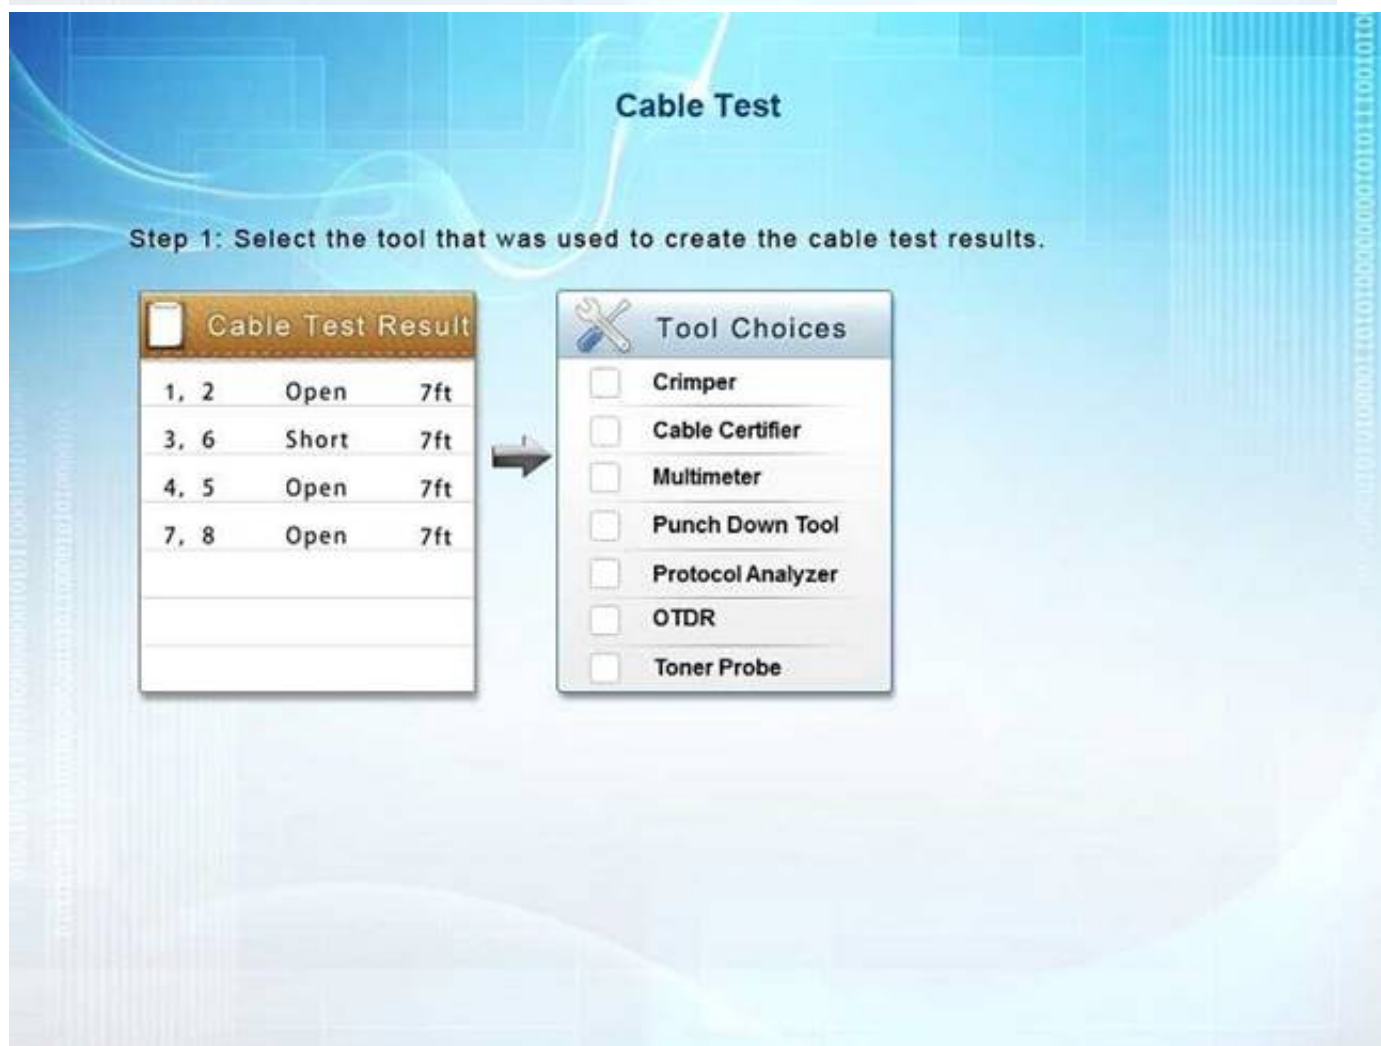 Cable Test
Step 1: Select the tool that was used to create the cable test results.
Cable Test Result
1, 2 Open 7ft
3, 6 Short 7ft
4, 5 Open 7ft
7, 8 Open 7ft
Tool Choices
Crimper
Cable Certifier
Multimeter
Punch Down Tool
Protocol Analyzer
OTDR
Toner Probe